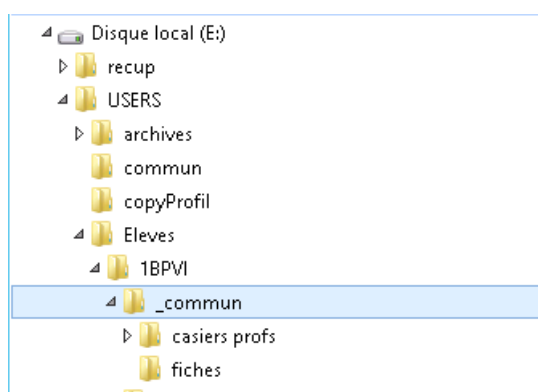 Disque local (E:)
recup
USERS
archives
commun
copyProfil
Eleves
1BPVI
_commun
casiers profs
fiches